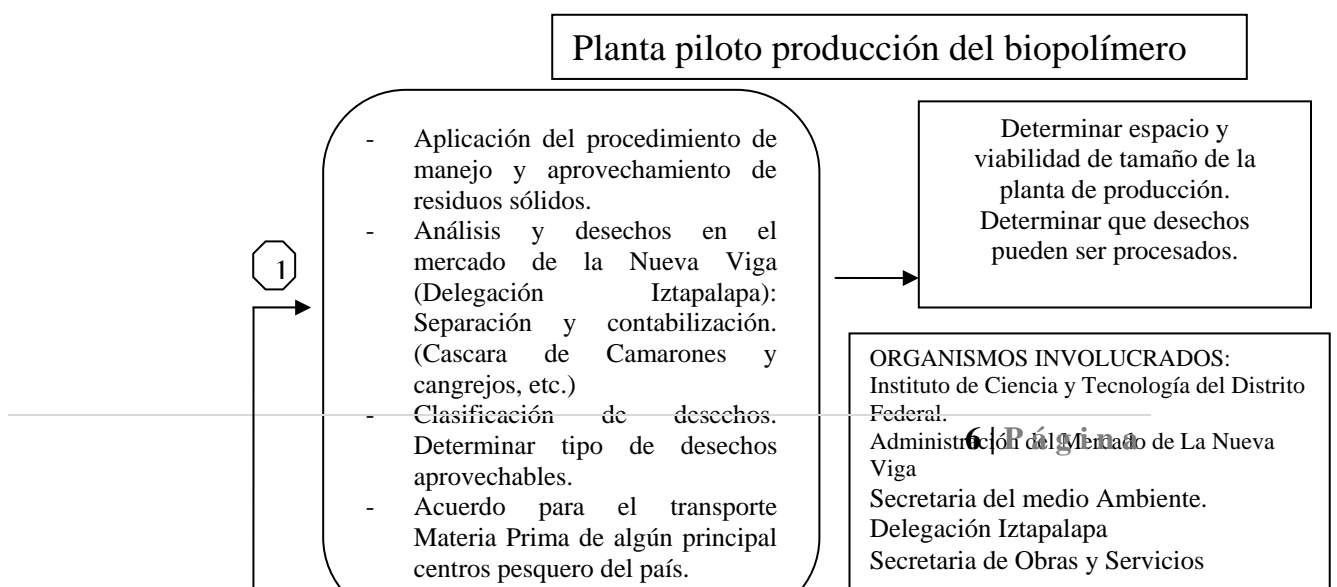 Planta piloto producción del biopolímero
- Aplicación del procedimiento de
manejo y aprovechamiento de
residuos sólidos.
- Análisis y desechos en el
mercado de la Nueva Viga
(Delegación Iztapalapa):
Separación y contabilización.
(Cascara de Camarones y
cangrejos, etc.)
- Clasificación de desechos.
Determinar tipo de desechos
aprovechables.
- Acuerdo para el transporte
Materia Prima de algún principal
centros pesquero del país.
1
Determinar espacio y
viabilidad de tamaño de la
planta de producción.
Determinar que desechos
pueden ser procesados.
ORGANISMOS INVOLUCRADOS:
Instituto de Ciencia y Tecnología del Distrito
Federal.
Administración del Mercado de La Nueva
Viga
Secretaria del medio Ambiente.
Delegación Iztapalapa
Secretaria de Obras y Servicios
6 | Página